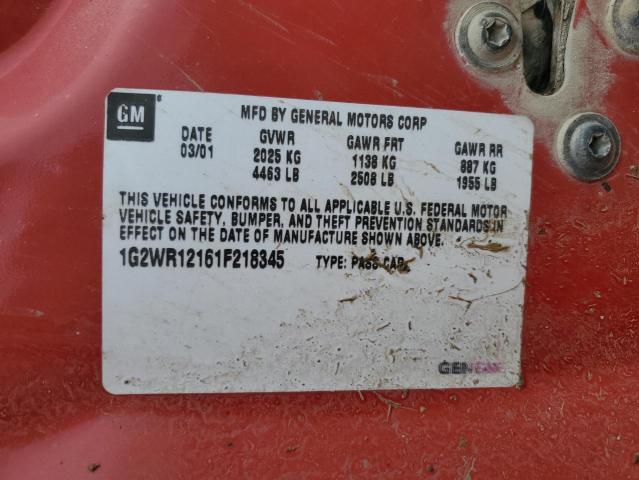 GM
MFD BY GENERAL MOTORS CORP
DATE GVWR GAWR FRT GAWR RR
03/01 2025 KG 1138 KG 887 KG
4463 LB 2508 LB 1955 LB
THIS VEHICLE CONFORMS TO ALL APPLICABLE U.S. FEDERAL MOTOR
VEHICLE SAFETY, BUMPER, AND THEFT PREVENTION STANDARDS IN
EFFECT ON THE DATE OF MANUFACTURE SHOWN ABOVE.
1G2WR12161F218345 TYPE: PASS CAR